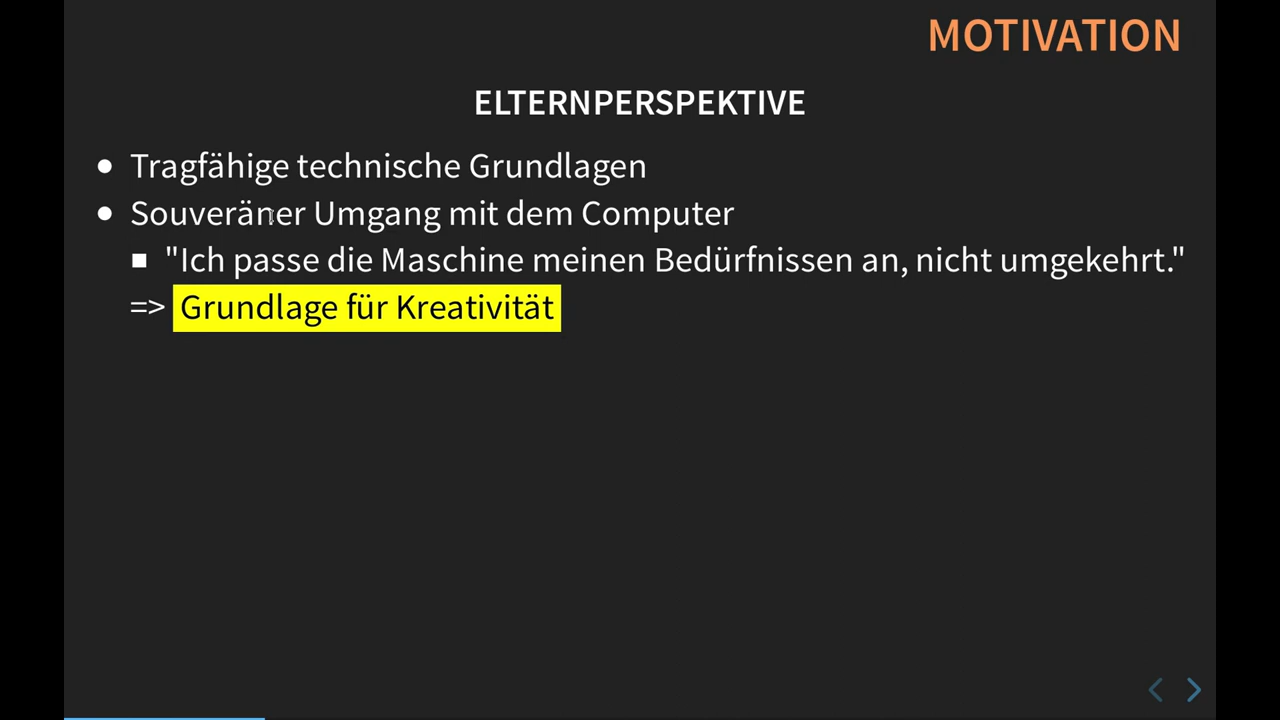 MOTIVATION
ELTERNPERSPEKTIVE
• Tragfähige technische Grundlagen
• Souveräner Umgang mit dem Computer
▪ "Ich passe die Maschine meinen Bedürfnissen an, nicht umgekehrt."
=> Grundlage für Kreativität